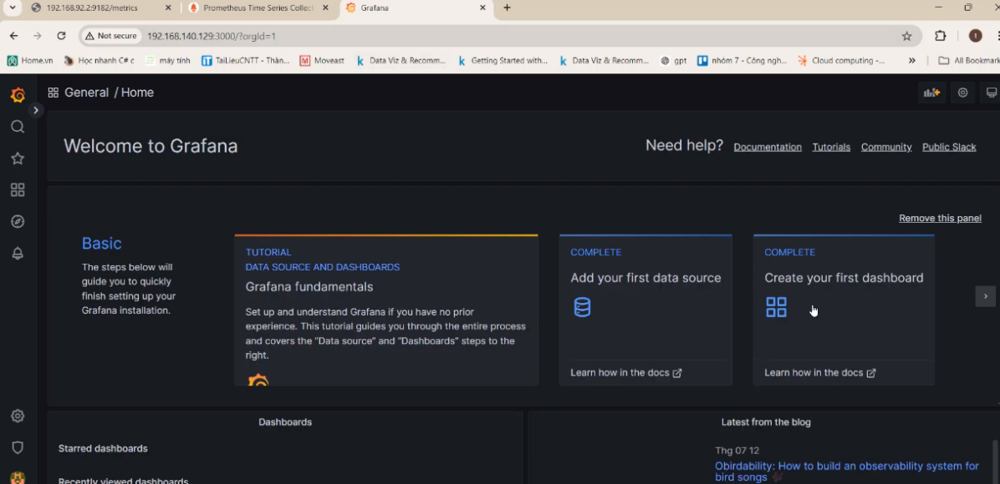 192.168.92.2:9182/metrics
Prometheus Time Series Collect
Grafana
Not secure
192.168.140.129:3000/?orgId=1
Home.vn
Học nhanh C# c
máy tính
TaiLieuCNTT - Thân...
Moveast
Data Viz & Recomm...
Getting Started with...
Data Viz & Recomm...
gpt
nhóm 7 - Công ngh...
Cloud computing -...
»
All Bookmark
General / Home
Welcome to Grafana
Need help?
Documentation
Tutorials
Community
Public Slack
Remove this panel
Basic
The steps below will
guide you to quickly
finish setting up your
Grafana installation.
TUTORIAL
DATA SOURCE AND DASHBOARDS
Grafana fundamentals
Set up and understand Grafana if you have no prior
experience. This tutorial guides you through the entire process
and covers the "Data source" and "Dashboards" steps to the
right.
COMPLETE
Add your first data source
Learn how in the docs
COMPLETE
Create your first dashboard
Learn how in the docs
Dashboards
Starred dashboards
Recently viewed dashboards
Latest from the blog
Thg 07 12
Obirdability: How to build an observability system for
bird songs